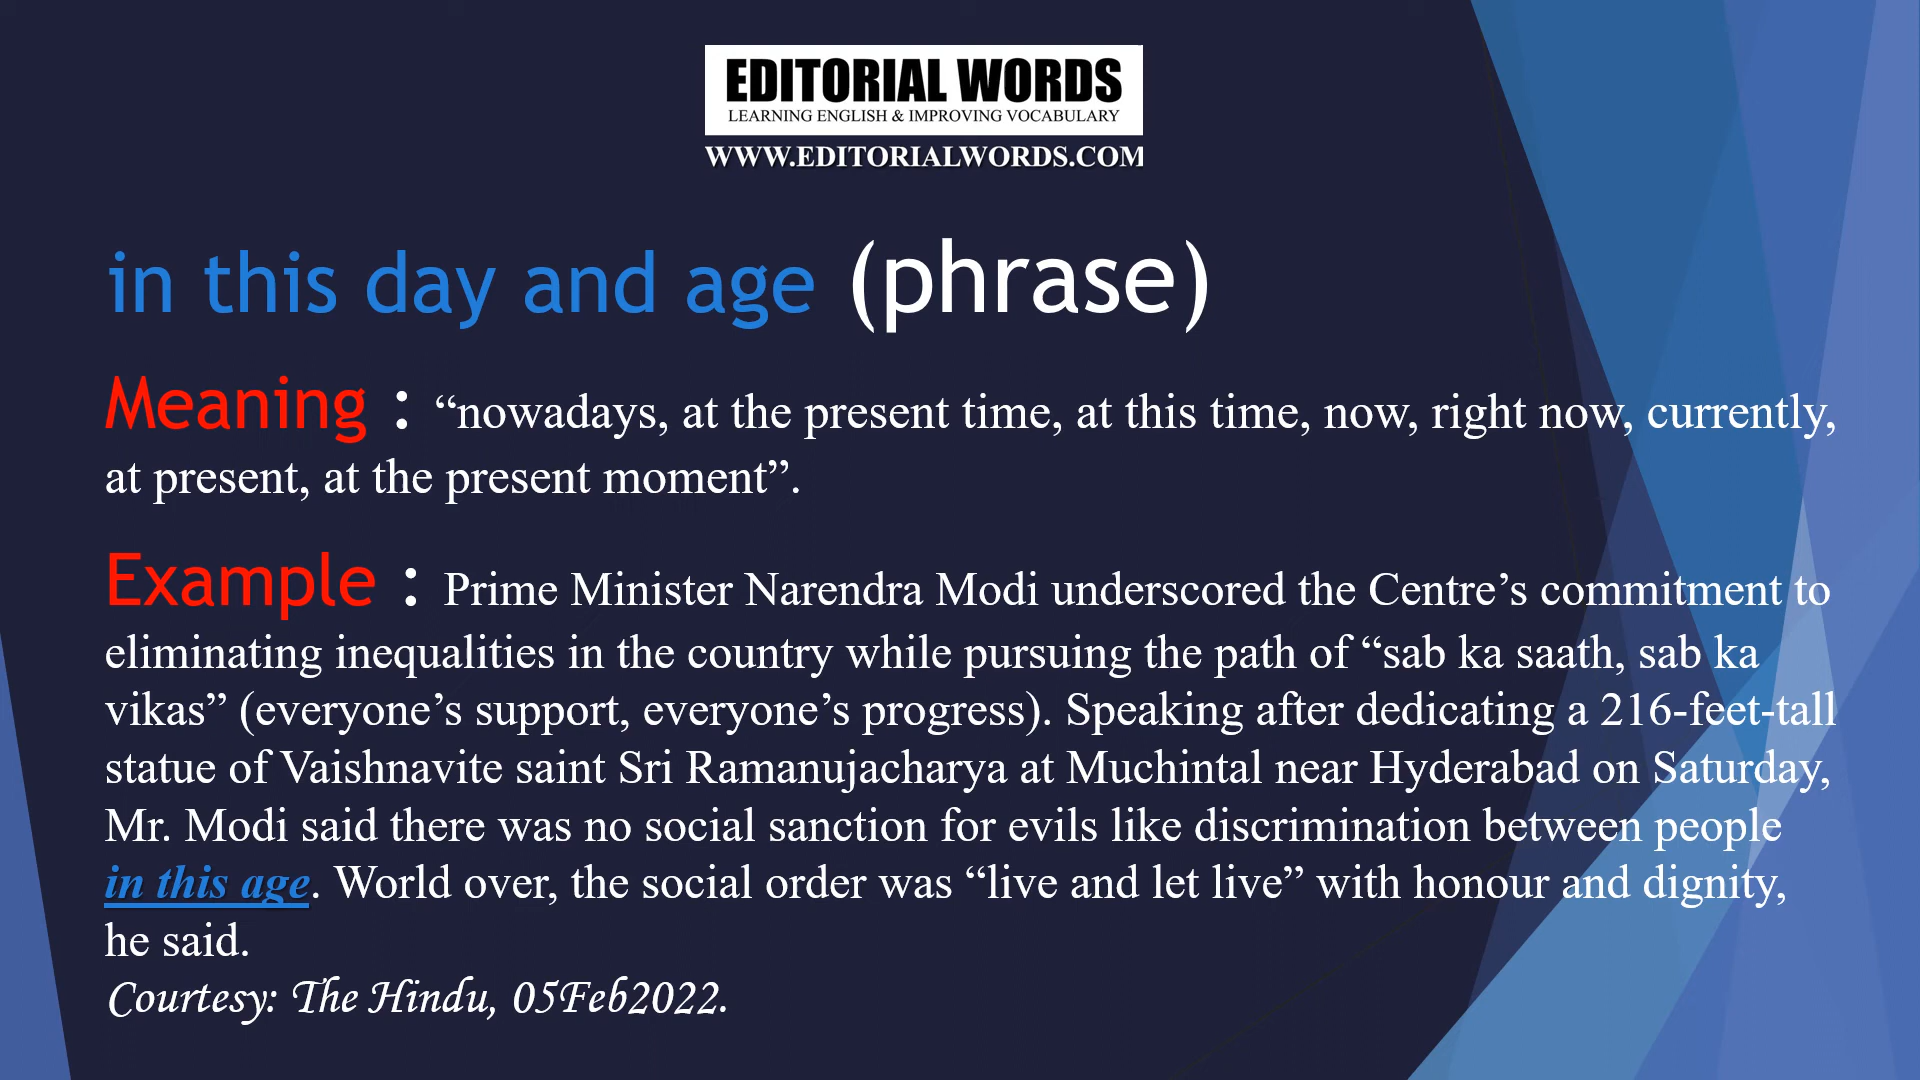 EDITORIAL WORDS
LEARNING ENGLISH & IMPROVING VOCABULARY
WWW.EDITORIALWORDS.COM
in this day and age (phrase)
Meaning : “nowadays, at the present time, at this time, now, right now, currently,
at present, at the present moment”.
Example : Prime Minister Narendra Modi underscored the Centre’s commitment to
eliminating inequalities in the country while pursuing the path of “sab ka saath, sab ka
vikas” (everyone’s support, everyone’s progress). Speaking after dedicating a 216-feet-tall
statue of Vaishnavite saint Sri Ramanujacharya at Muchintal near Hyderabad on Saturday,
Mr. Modi said there was no social sanction for evils like discrimination between people
in this age. World over, the social order was “live and let live” with honour and dignity,
he said.
Courtesy: The Hindu, 05Feb2022.